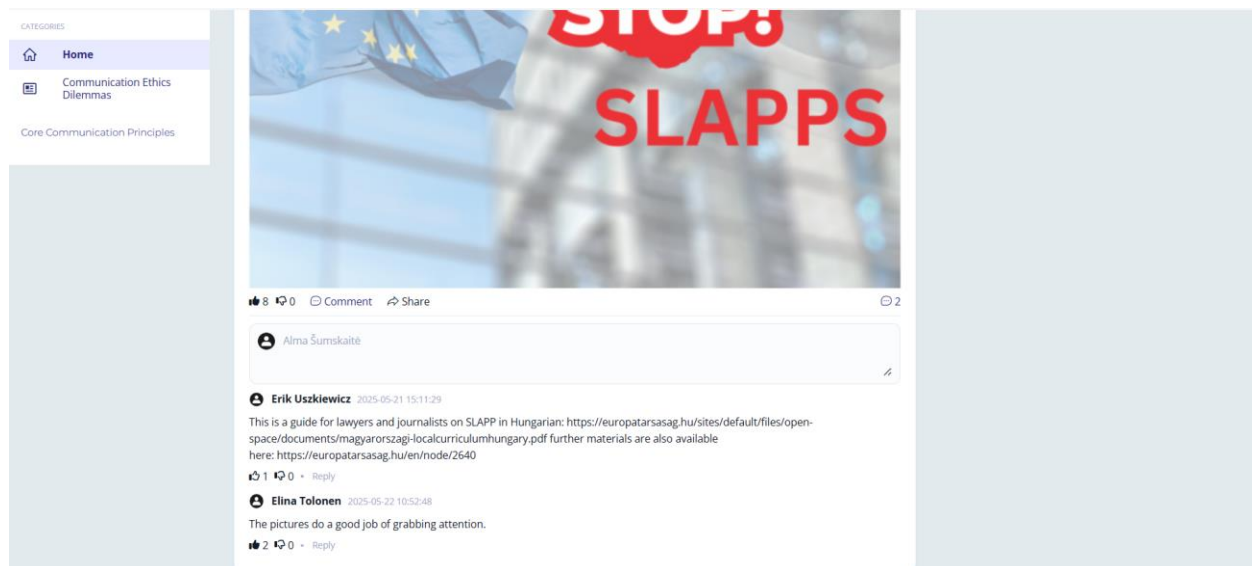 CATEGORIES
Home
Communication Ethics
Dilemmas
Core Communication Principles
STOP!
SLAPPS
8 0 Comment Share 2
Alma Šumskaitė
Erik Uszkiewicz 2025-05-21 15:11:29
This is a guide for lawyers and journalists on SLAPP in Hungarian: https://europatarsasag.hu/sites/default/files/open-
space/documents/magyarorszagi-localcurriculumhungary.pdf further materials are also available
here: https://europatarsasag.hu/en/node/2640
1 0 • Reply
Elina Tolonen 2025-05-22 10:52:48
The pictures do a good job of grabbing attention.
2 0 • Reply